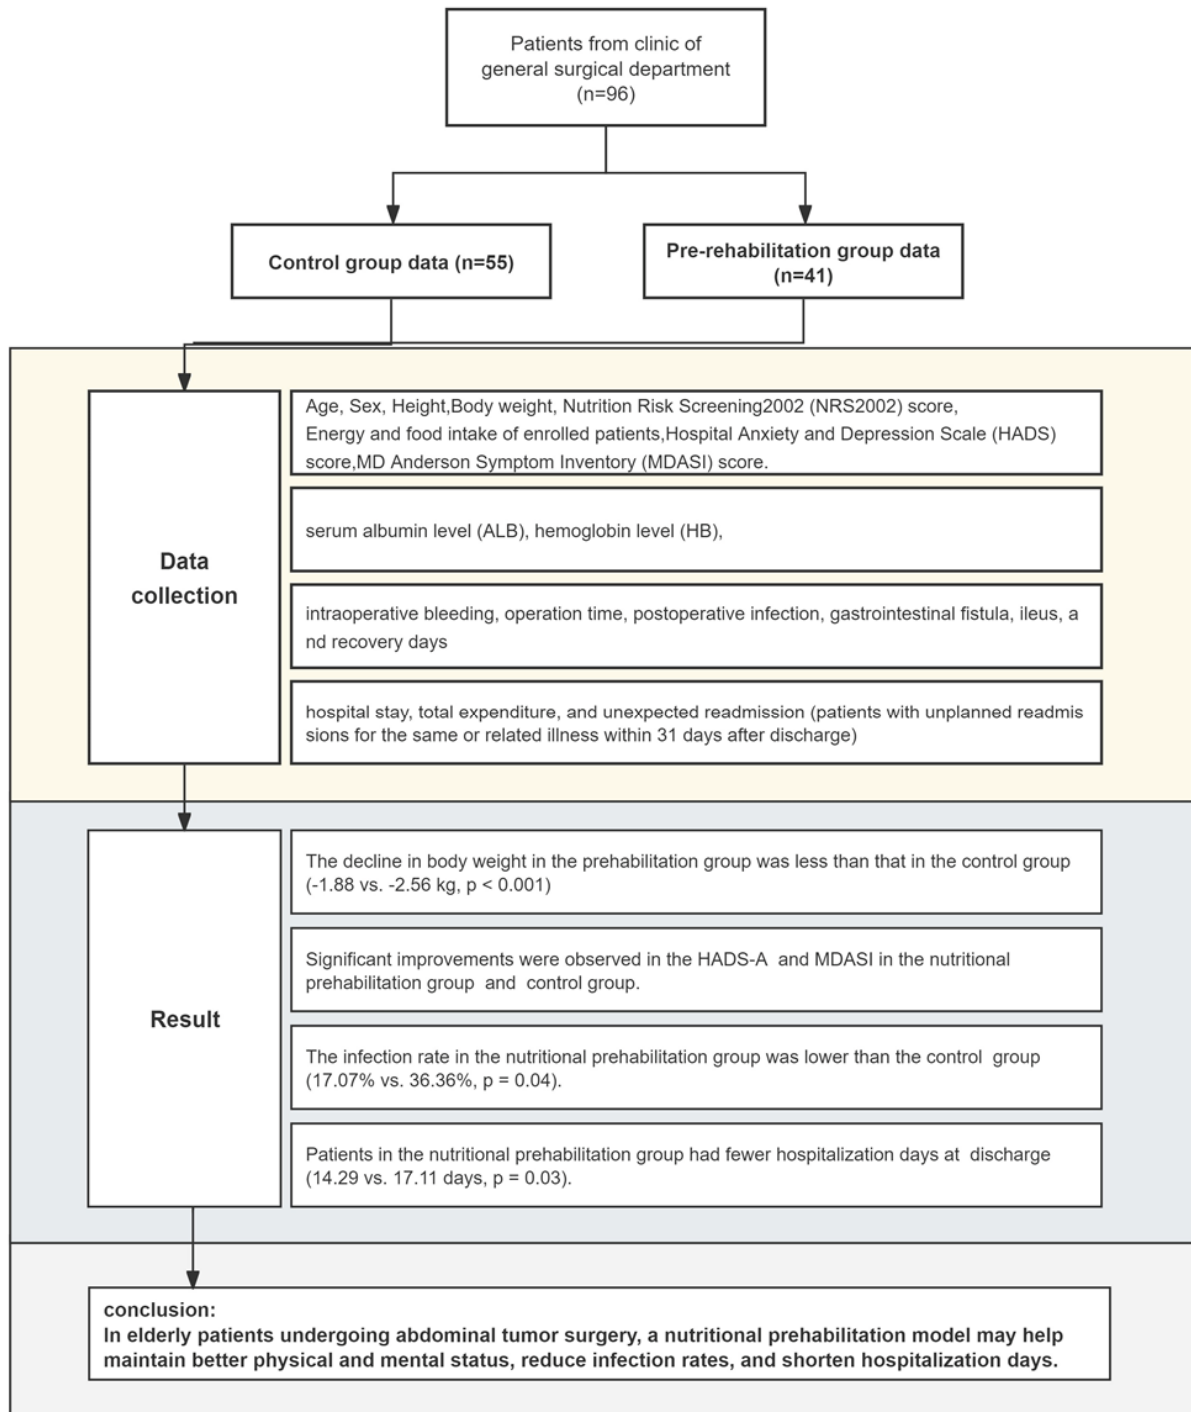 Patients from clinic of
general surgical department
(n=96)
Control group data (n=55)
Pre-rehabilitation group data
(n=41)
Data
collection
Age, Sex, Height,Body weight, Nutrition Risk Screening2002 (NRS2002) score,
Energy and food intake of enrolled patients,Hospital Anxiety and Depression Scale (HADS)
score,MD Anderson Symptom Inventory (MDASI) score.
serum albumin level (ALB), hemoglobin level (HB),
intraoperative bleeding, operation time, postoperative infection, gastrointestinal fistula, ileus, a
nd recovery days
hospital stay, total expenditure, and unexpected readmission (patients with unplanned readmis
sions for the same or related illness within 31 days after discharge)
Result
The decline in body weight in the prehabilitation group was less than that in the control group
(-1.88 vs. -2.56 kg, p < 0.001)
Significant improvements were observed in the HADS-A and MDASI in the nutritional
prehabilitation group and control group.
The infection rate in the nutritional prehabilitation group was lower than the control group
(17.07% vs. 36.36%, p = 0.04).
Patients in the nutritional prehabilitation group had fewer hospitalization days at discharge
(14.29 vs. 17.11 days, p = 0.03).
conclusion:
In elderly patients undergoing abdominal tumor surgery, a nutritional prehabilitation model may help
maintain better physical and mental status, reduce infection rates, and shorten hospitalization days.